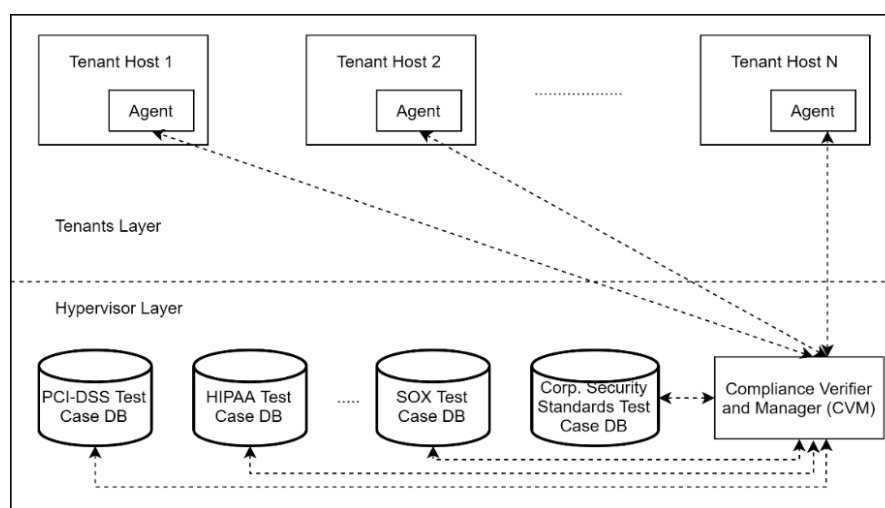 Tenant Host 1
Agent
Tenant Host 2
Agent
....................
Tenant Host N
Agent
Tenants Layer
Hypervisor Layer
PCI-DSS Test
Case DB
HIPAA Test
Case DB
.....
SOX Test
Case DB
Corp. Security
Standards Test
Case DB
Compliance Verifier
and Manager (CVM)